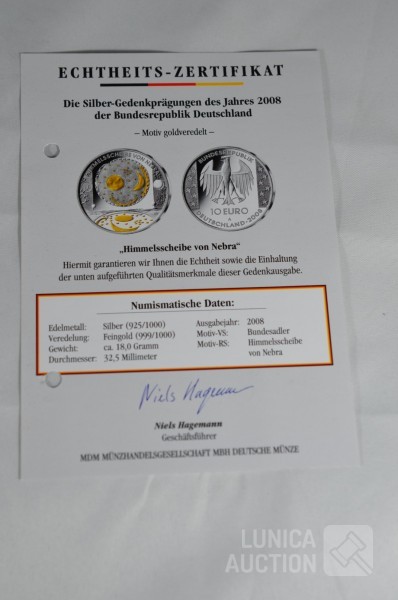 ECHTHEITS-ZERTIFIKAT
Die Silber-Gedenkprägungen des Jahres 2008
der Bundesrepublik Deutschland
– Motiv goldveredelt –
HIMMELSSCHEIBE VON NEBRA
BUNDESREPUBLIK
10 EURO
DEUTSCHLAND · 2008
„Himmelsscheibe von Nebra“
Hiermit garantieren wir Ihnen die Echtheit sowie die Einhaltung
der unten aufgeführten Qualitätsmerkmale dieser Gedenkausgabe.
Numismatische Daten:
Edelmetall: Silber (925/1000) Ausgabejahr: 2008
Veredelung: Feingold (999/1000) Motiv-VS: Bundesadler
Gewicht: ca. 18,0 Gramm Motiv-RS: Himmelsscheibe
Durchmesser: 32,5 Millimeter von Nebra
Niels Hagemann
Niels Hagemann
Geschäftsführer
MDM MÜNZHANDELSGESELLSCHAFT MBH DEUTSCHE MÜNZE
LUNICA
AUCTION